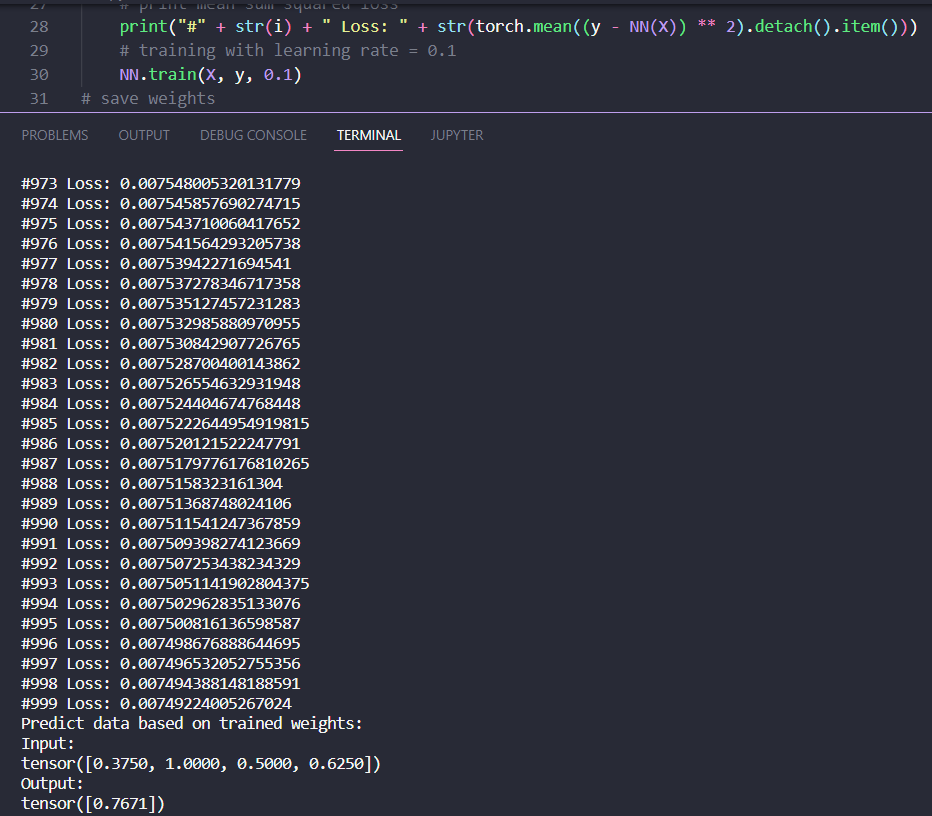 27 # print mean sum squared loss
28 print("#" + str(i) + " Loss: " + str(torch.mean((y - NN(X)) ** 2).detach().item()))
29 # training with learning rate = 0.1
30 NN.train(X, y, 0.1)
31 # save weights
PROBLEMS OUTPUT DEBUG CONSOLE TERMINAL JUPYTER
#973 Loss: 0.007548005320131779
#974 Loss: 0.007545857690274715
#975 Loss: 0.007543710060417652
#976 Loss: 0.007541564293205738
#977 Loss: 0.00753942271694541
#978 Loss: 0.007537278346717358
#979 Loss: 0.007535127457231283
#980 Loss: 0.007532985880970955
#981 Loss: 0.007530842907726765
#982 Loss: 0.007528700400143862
#983 Loss: 0.007526554632931948
#984 Loss: 0.007524404674768448
#985 Loss: 0.0075222644954919815
#986 Loss: 0.007520121522247791
#987 Loss: 0.0075179776176810265
#988 Loss: 0.0075158323161304
#989 Loss: 0.00751368748024106
#990 Loss: 0.007511541247367859
#991 Loss: 0.007509398274123669
#992 Loss: 0.007507253438234329
#993 Loss: 0.0075051141902804375
#994 Loss: 0.007502962835133076
#995 Loss: 0.007500816136598587
#996 Loss: 0.007498676888644695
#997 Loss: 0.007496532052755356
#998 Loss: 0.007494388148188591
#999 Loss: 0.00749224005267024
Predict data based on trained weights:
Input:
tensor([0.3750, 1.0000, 0.5000, 0.6250])
Output:
tensor([0.7671])